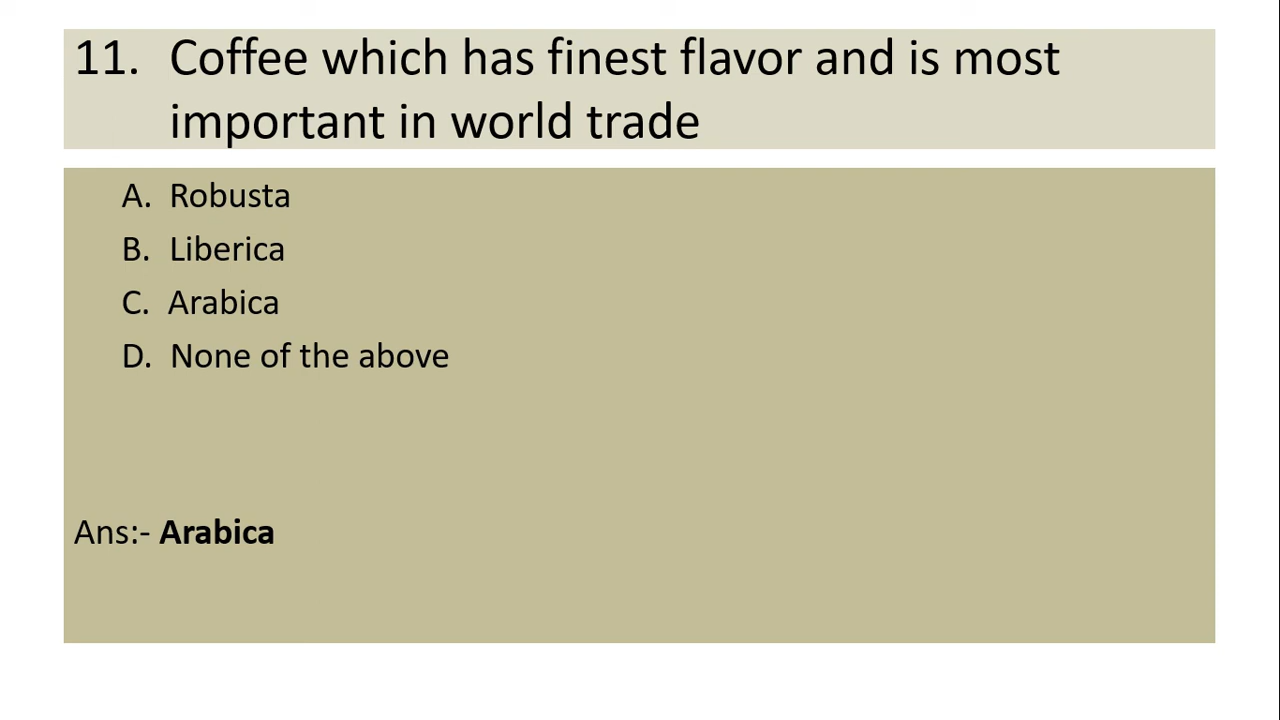 11. Coffee which has finest flavor and is most
important in world trade
A. Robusta
B. Liberica
C. Arabica
D. None of the above
Ans:- Arabica